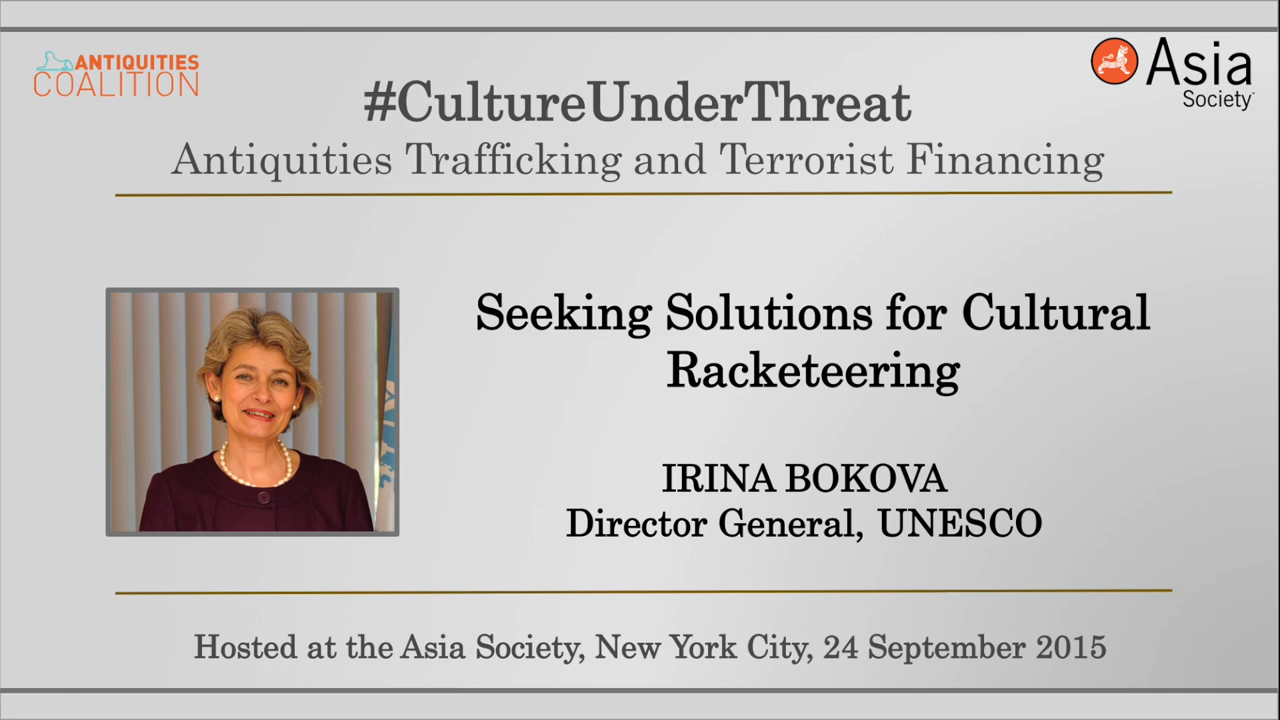 ANTIQUITIES
COALITION
Asia
Society
#CultureUnderThreat
Antiquities Trafficking and Terrorist Financing
Seeking Solutions for Cultural
Racketeering
IRINA BOKOVA
Director General, UNESCO
Hosted at the Asia Society, New York City, 24 September 2015